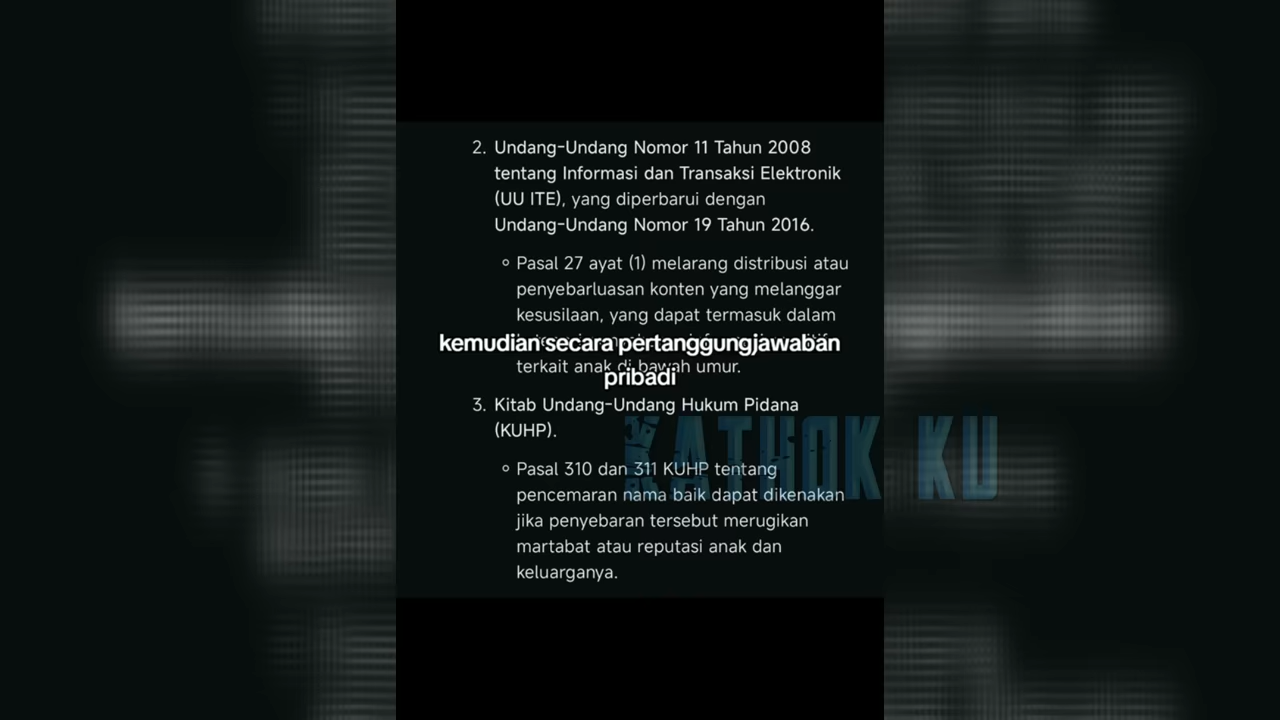 2. Undang-Undang Nomor 11 Tahun 2008
tentang Informasi dan Transaksi Elektronik
(UU ITE), yang diperbarui dengan
Undang-Undang Nomor 19 Tahun 2016.
Pasal 27 ayat (1) melarang distribusi atau
penyebarluasan konten yang melanggar
kesusilaan, yang dapat termasuk dalam
kemudian secara pertanggungjawaban
terkait anak di bawah umur.
pribadi
3. Kitab Undang-Undang Hukum Pidana
(KUHP).
KATHOK KU
Pasal 310 dan 311 KUHP tentang
pencemaran nama baik dapat dikenakan
jika penyebaran tersebut merugikan
martabat atau reputasi anak dan
keluarganya.